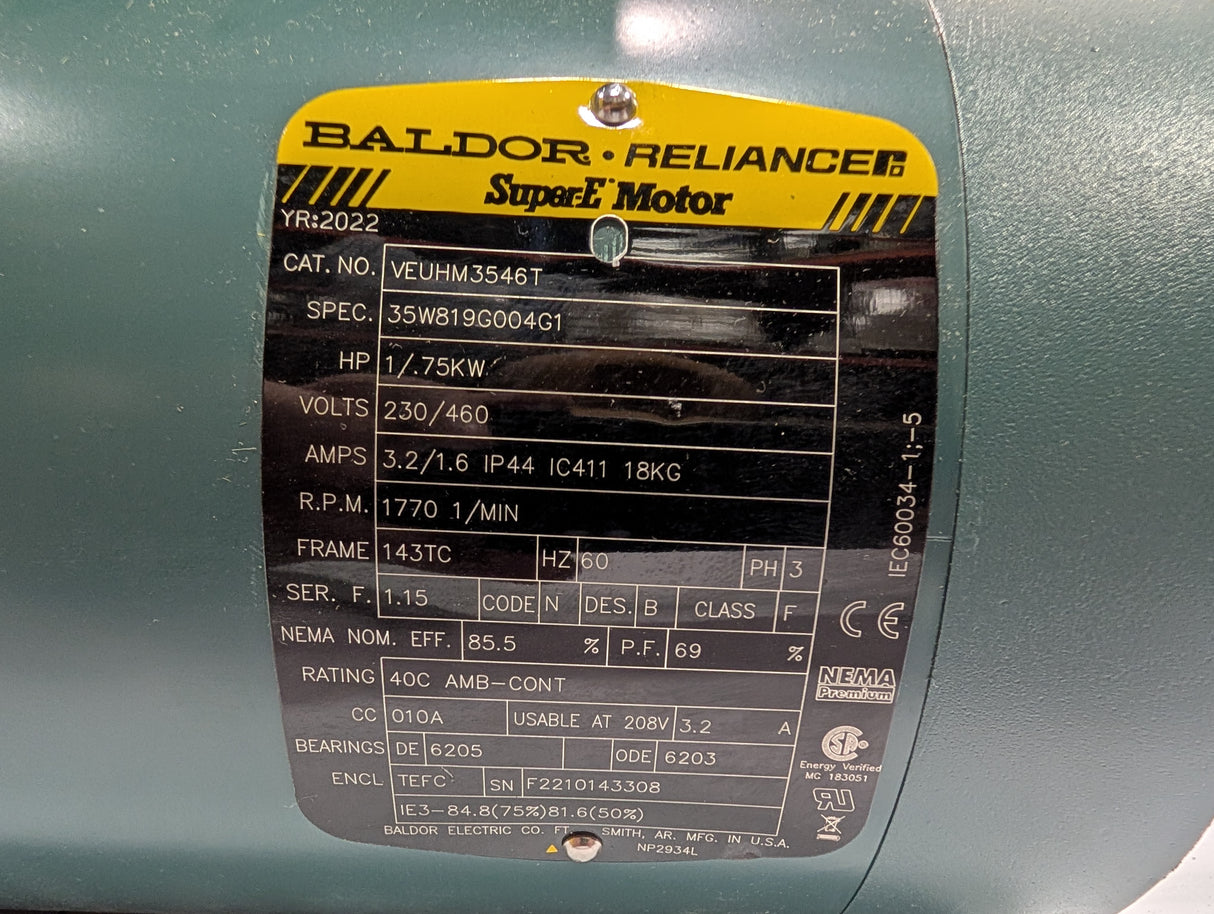 BALDOR · RELIANCE
Super-E Motor
YR:2022
CAT. NO. VEUHM3546T
SPEC. 35W819G004G1
HP 1/.75KW
VOLTS 230/460
AMPS 3.2/1.6 IP44 IC411 18KG
R.P.M. 1770 1/MIN
FRAME 143TC HZ 60 PH 3
SER. F. 1.15 CODE N DES. B CLASS F
NEMA NOM. EFF. 85.5 % P.F. 69 %
RATING 40C AMB-CONT
CC 010A USABLE AT 208V 3.2 A
BEARINGS DE 6205 ODE 6203
ENCL TEFC SN F2210143308
IE3-84.8(75%)81.6(50%)
BALDOR ELECTRIC CO. FT. SMITH, AR. MFG. IN U.S.A.
NP2934L
IEC60034-1;-5
CE
NEMA
Premium
SP
Energy Verified
MC 183051
RU